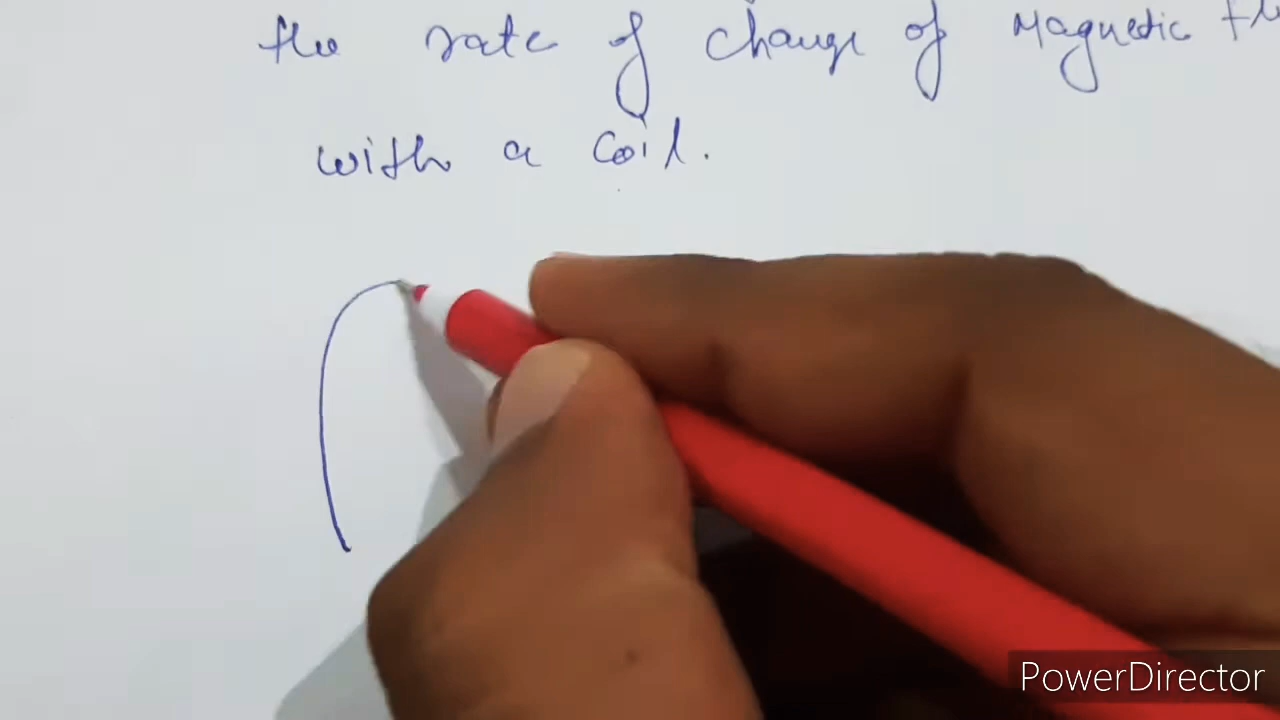 the rate of change of Magnetic
with a coil.
PowerDirector